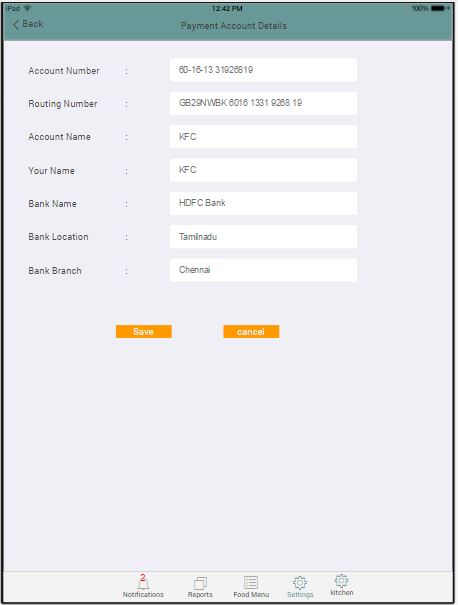 iPad 12:42 PM 100%
Back Payment Account Details
Account Number : 60-16-13 31926819
Routing Number : GB29NWBK 6016 1331 9268 19
Account Name : KFC
Your Name : KFC
Bank Name : HDFC Bank
Bank Location : Tamilnadu
Bank Branch : Chennai
Save cancel
2
Notifications Reports Food Menu Settings kitchen